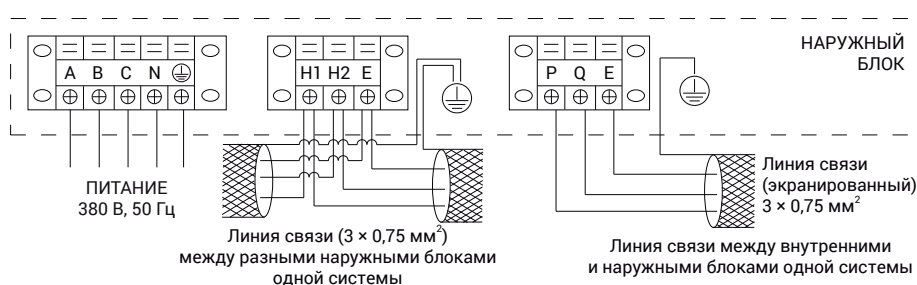 НАРУЖНЫЙ
БЛОК
A B C N
H1 H2 E
P Q E
ПИТАНИЕ
380 В, 50 Гц
Линия связи (3 × 0,75 мм²)
между разными наружными блоками
одной системы
Линия связи
(экранированный)
3 × 0,75 мм²
Линия связи между внутренними
и наружными блоками одной системы